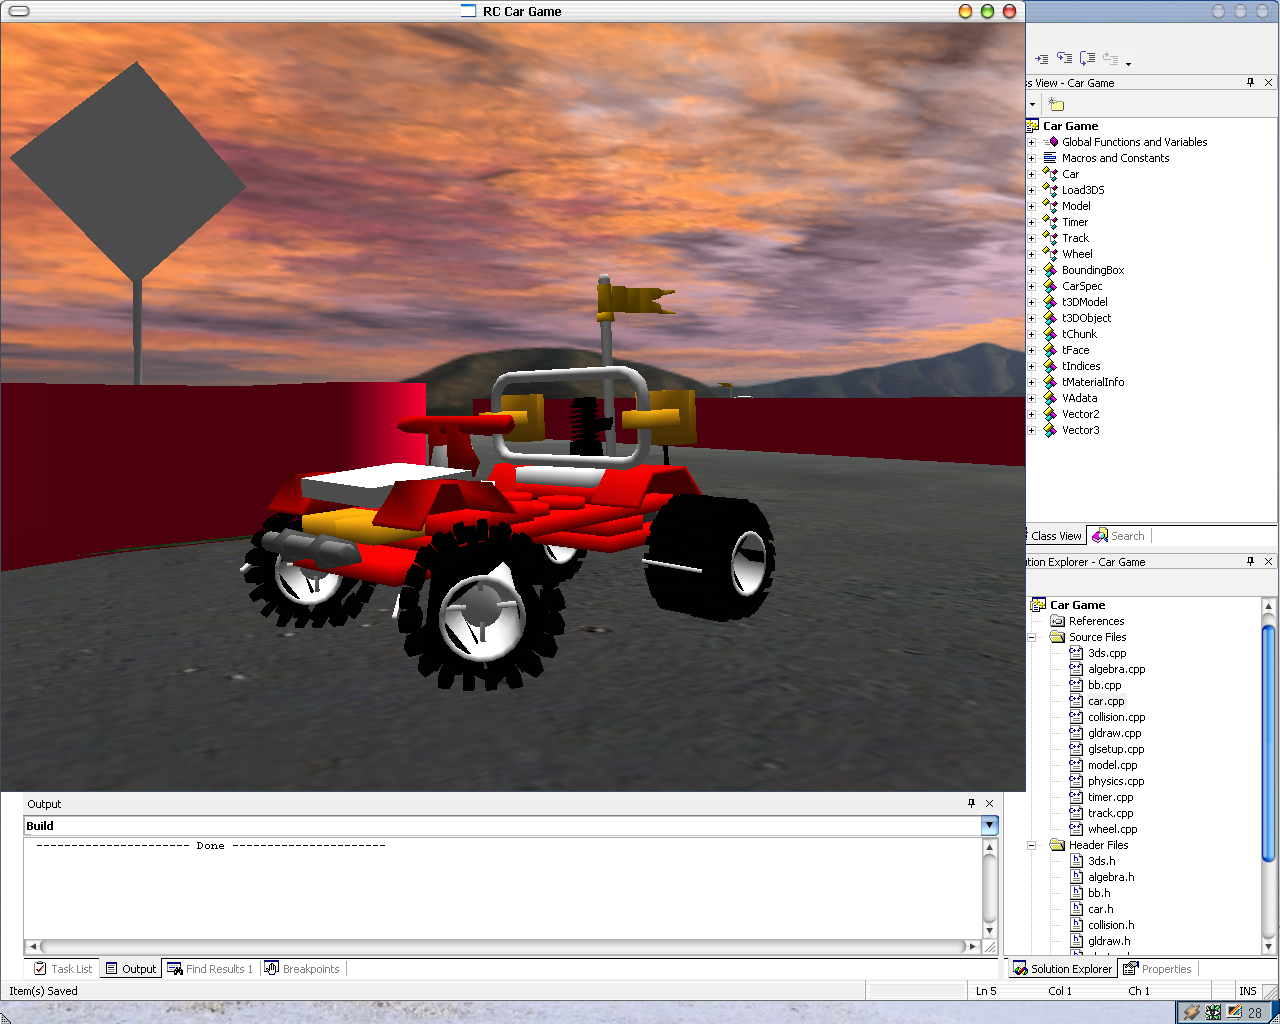 RC Car Game
ss View - Car Game
Car Game
Global Functions and Variables
Macros and Constants
Car
Load3DS
Model
Timer
Track
Wheel
BoundingBox
CarSpec
t3DModel
t3DObject
tChunk
tFace
tIndices
tMaterialInfo
VAdata
Vector2
Vector3
Class View
Search
ution Explorer - Car Game
Car Game
References
Source Files
3ds.cpp
algebra.cpp
bb.cpp
car.cpp
collision.cpp
gldraw.cpp
glsetup.cpp
model.cpp
physics.cpp
timer.cpp
track.cpp
wheel.cpp
Header Files
3ds.h
algebra.h
bb.h
car.h
collision.h
gldraw.h
Solution Explorer
Properties
Output
Build
---------------------- Done ----------------------
Task List
Output
Find Results 1
Breakpoints
Item(s) Saved
Ln 5
Col 1
Ch 1
INS
28